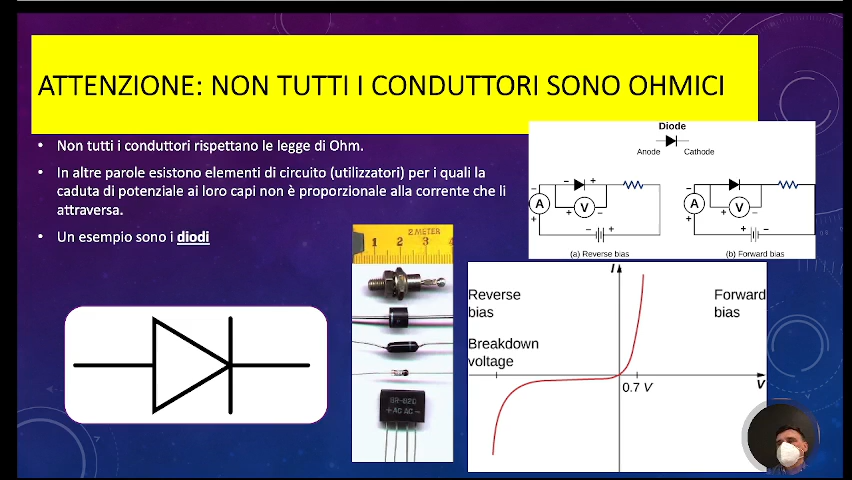 ATTENZIONE: NON TUTTI I CONDUTTORI SONO OHMICI
• Non tutti i conduttori rispettano le legge di Ohm.
• In altre parole esistono elementi di circuito (utilizzatori) per i quali la
caduta di potenziale ai loro capi non è proporzionale alla corrente che li
attraversa.
• Un esempio sono i diodi
Diode
Anode Cathode
− +
− A + V − +
+ −
(a) Reverse bias
− A + V −
+ −
(b) Forward bias
2 METER
1 2 3
+AC AC−
I
Reverse
bias
Forward
bias
Breakdown
voltage
0.7 V
V